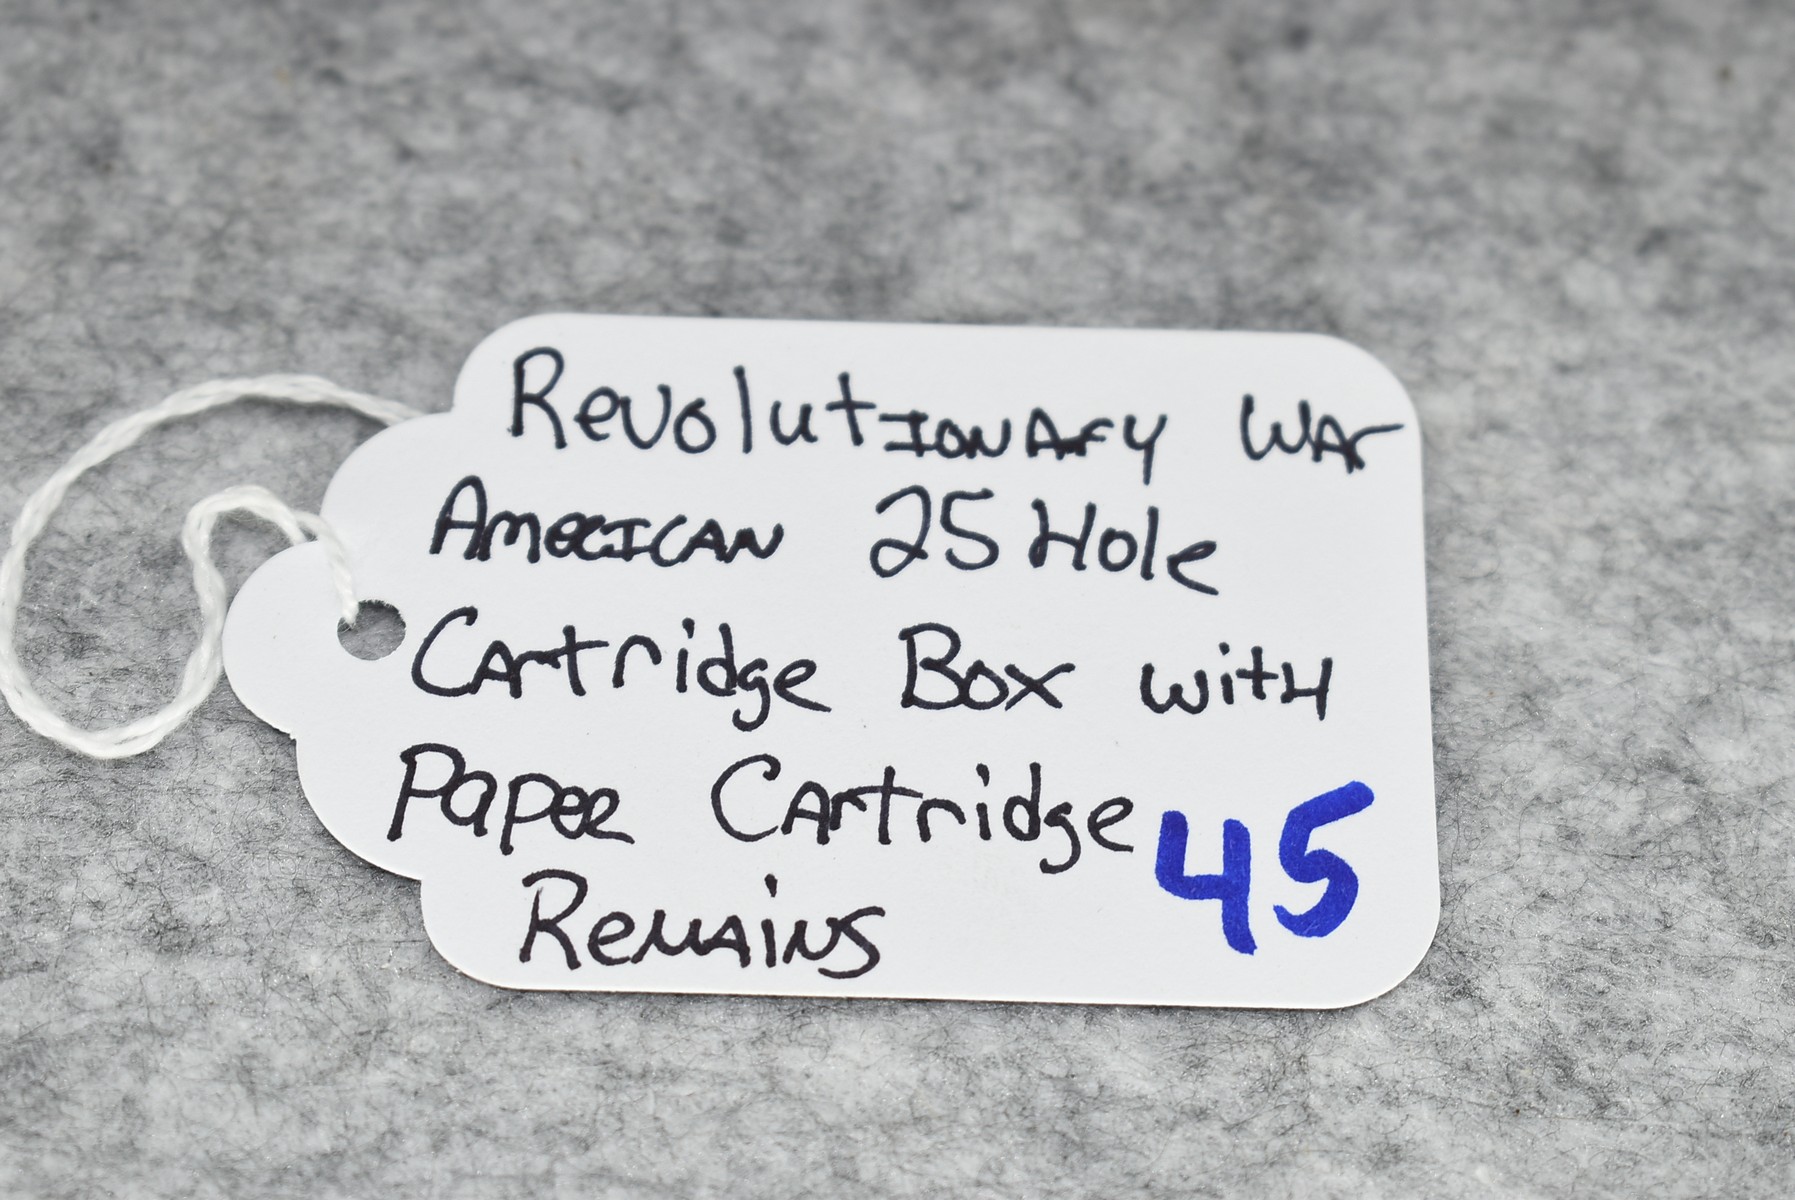 Revolutionary War
American 25 Hole
Cartridge Box with
Paper Cartridge
Remains
45